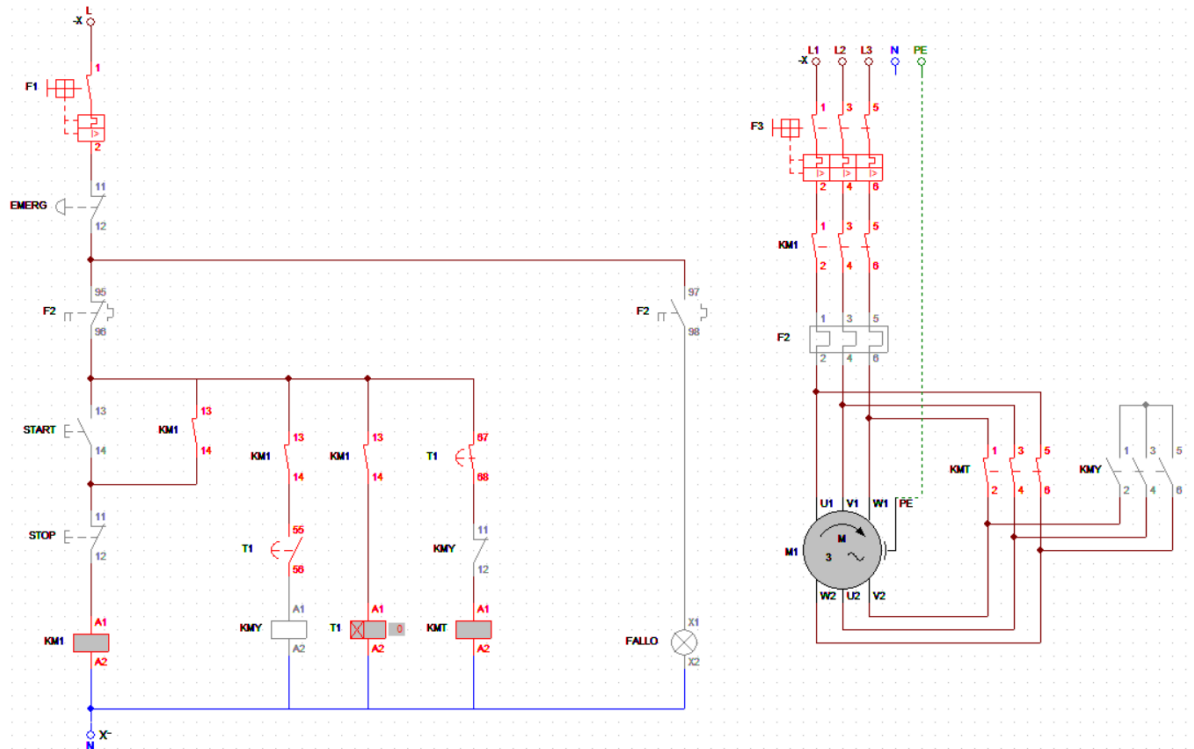 L
-X
1
F1
I>
2
11
EMERG
12
95
F2
96
97
F2
98
13
START
14
13
KM1
14
13
KM1
14
13
KM1
14
67
T1
68
11
STOP
12
55
T1
56
11
KMY
12
A1
KM1
A2
A1
KMY
A2
A1
T1
0
A2
A1
KMT
A2
X1
FALLO
X2
X-
N
L1 L2 L3 N PE
-X
1 3 5
F3
I> I> I>
2 4 6
1 3 5
KM1
2 4 6
1 3 5
F2
2 4 6
1 3 5
KMT
2 4 6
1 3 5
KMY
2 4 6
U1 V1 W1 PE
M1
M
3
W2 U2 V2